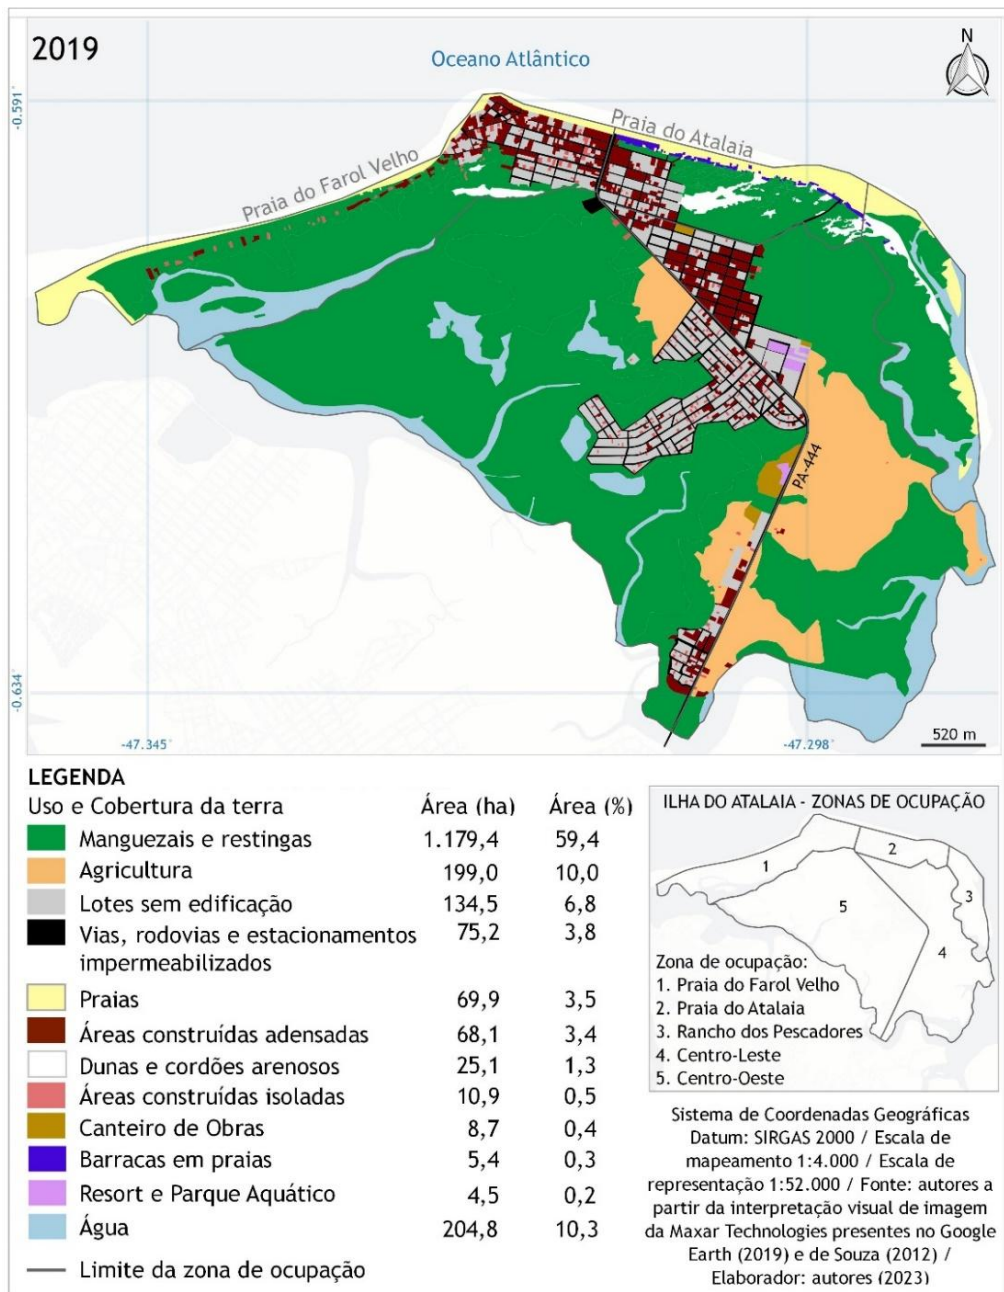 2019
Oceano Atlântico
N
-0.591°
Praia do Atalaia
Praia do Farol Velho
PA-444
-0.634°
-47.345°
-47.298°
520 m
LEGENDA
Uso e Cobertura da terra Área (ha) Área (%)
Manguezais e restingas 1.179,4 59,4
Agricultura 199,0 10,0
Lotes sem edificação 134,5 6,8
Vias, rodovias e estacionamentos 75,2 3,8
impermeabilizados
Praias 69,9 3,5
Áreas construídas adensadas 68,1 3,4
Dunas e cordões arenosos 25,1 1,3
Áreas construídas isoladas 10,9 0,5
Canteiro de Obras 8,7 0,4
Barracas em praias 5,4 0,3
Resort e Parque Aquático 4,5 0,2
Água 204,8 10,3
Limite da zona de ocupação
ILHA DO ATALAIA - ZONAS DE OCUPAÇÃO
1
2
3
5
4
Zona de ocupação:
1. Praia do Farol Velho
2. Praia do Atalaia
3. Rancho dos Pescadores
4. Centro-Leste
5. Centro-Oeste
Sistema de Coordenadas Geográficas
Datum: SIRGAS 2000 / Escala de
mapeamento 1:4.000 / Escala de
representação 1:52.000 / Fonte: autores a
partir da interpretação visual de imagem
da Maxar Technologies presentes no Google
Earth (2019) e de Souza (2012) /
Elaborador: autores (2023)